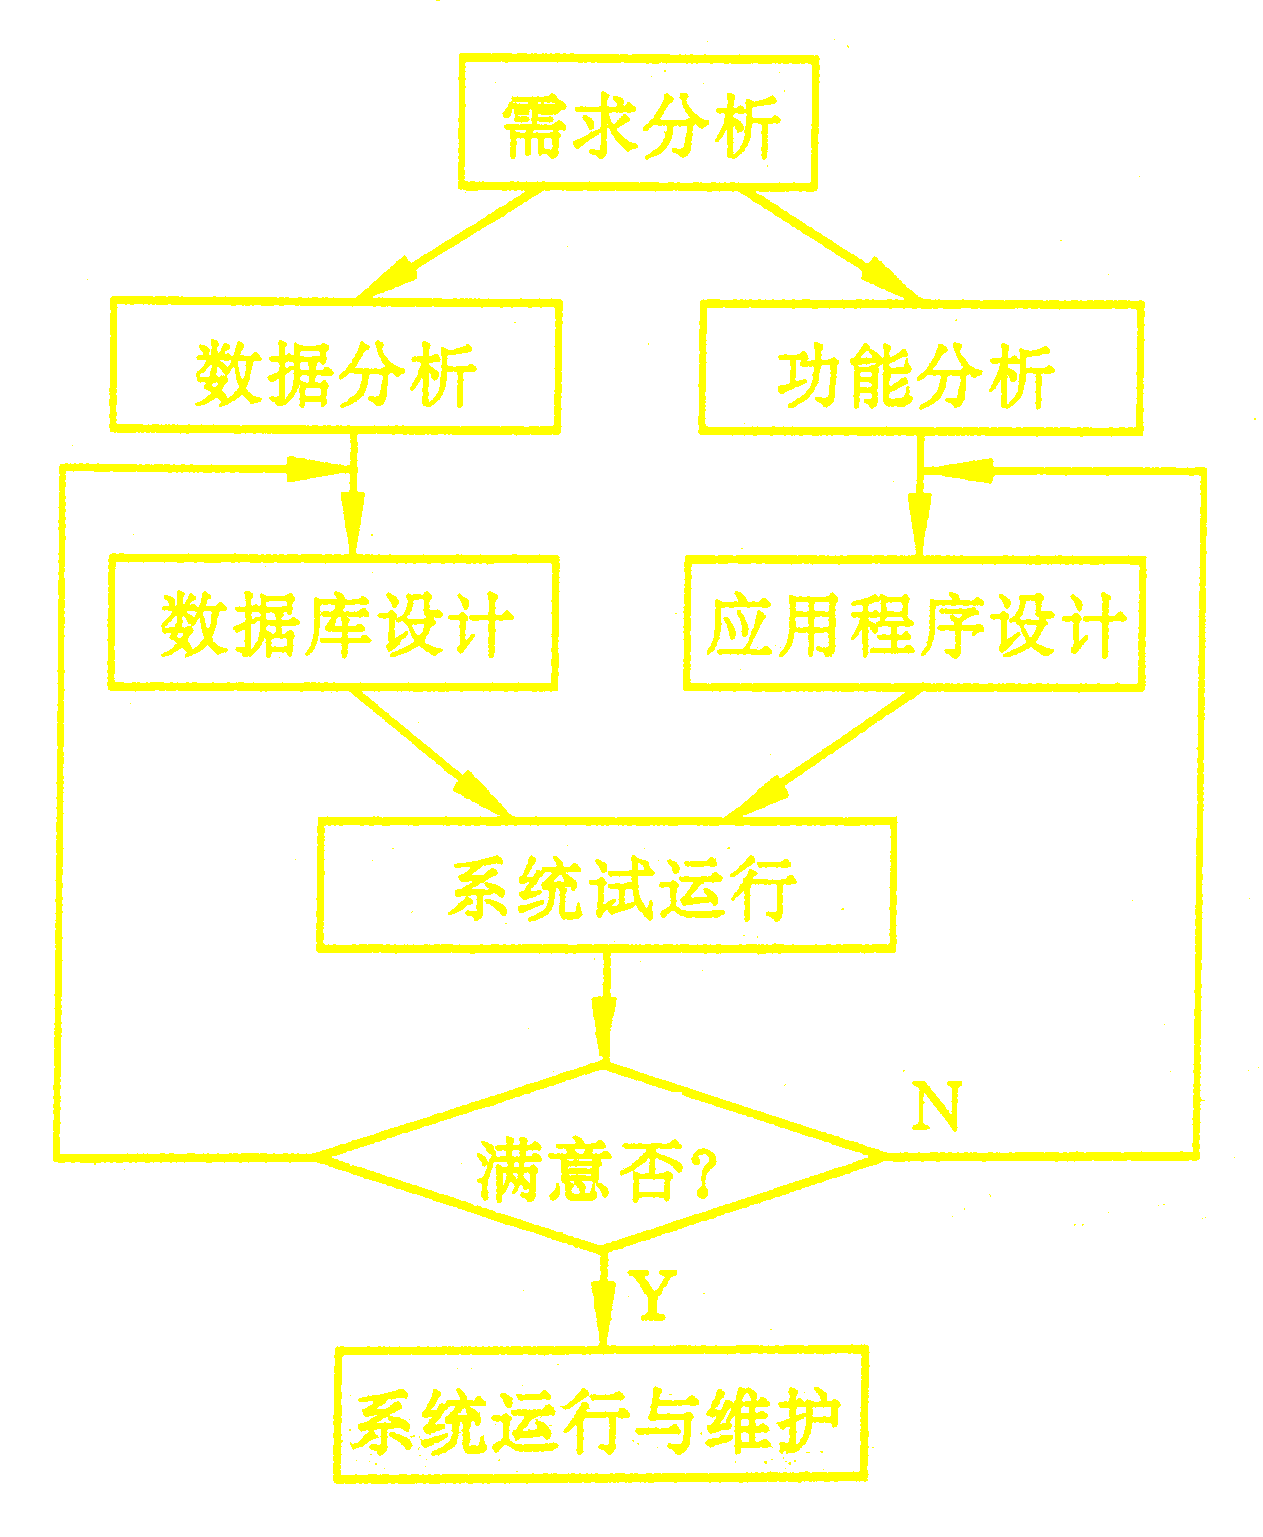 需求分析
数据分析
功能分析
数据库设计
应用程序设计
系统试运行
N
满意否?
Y
系统运行与维护